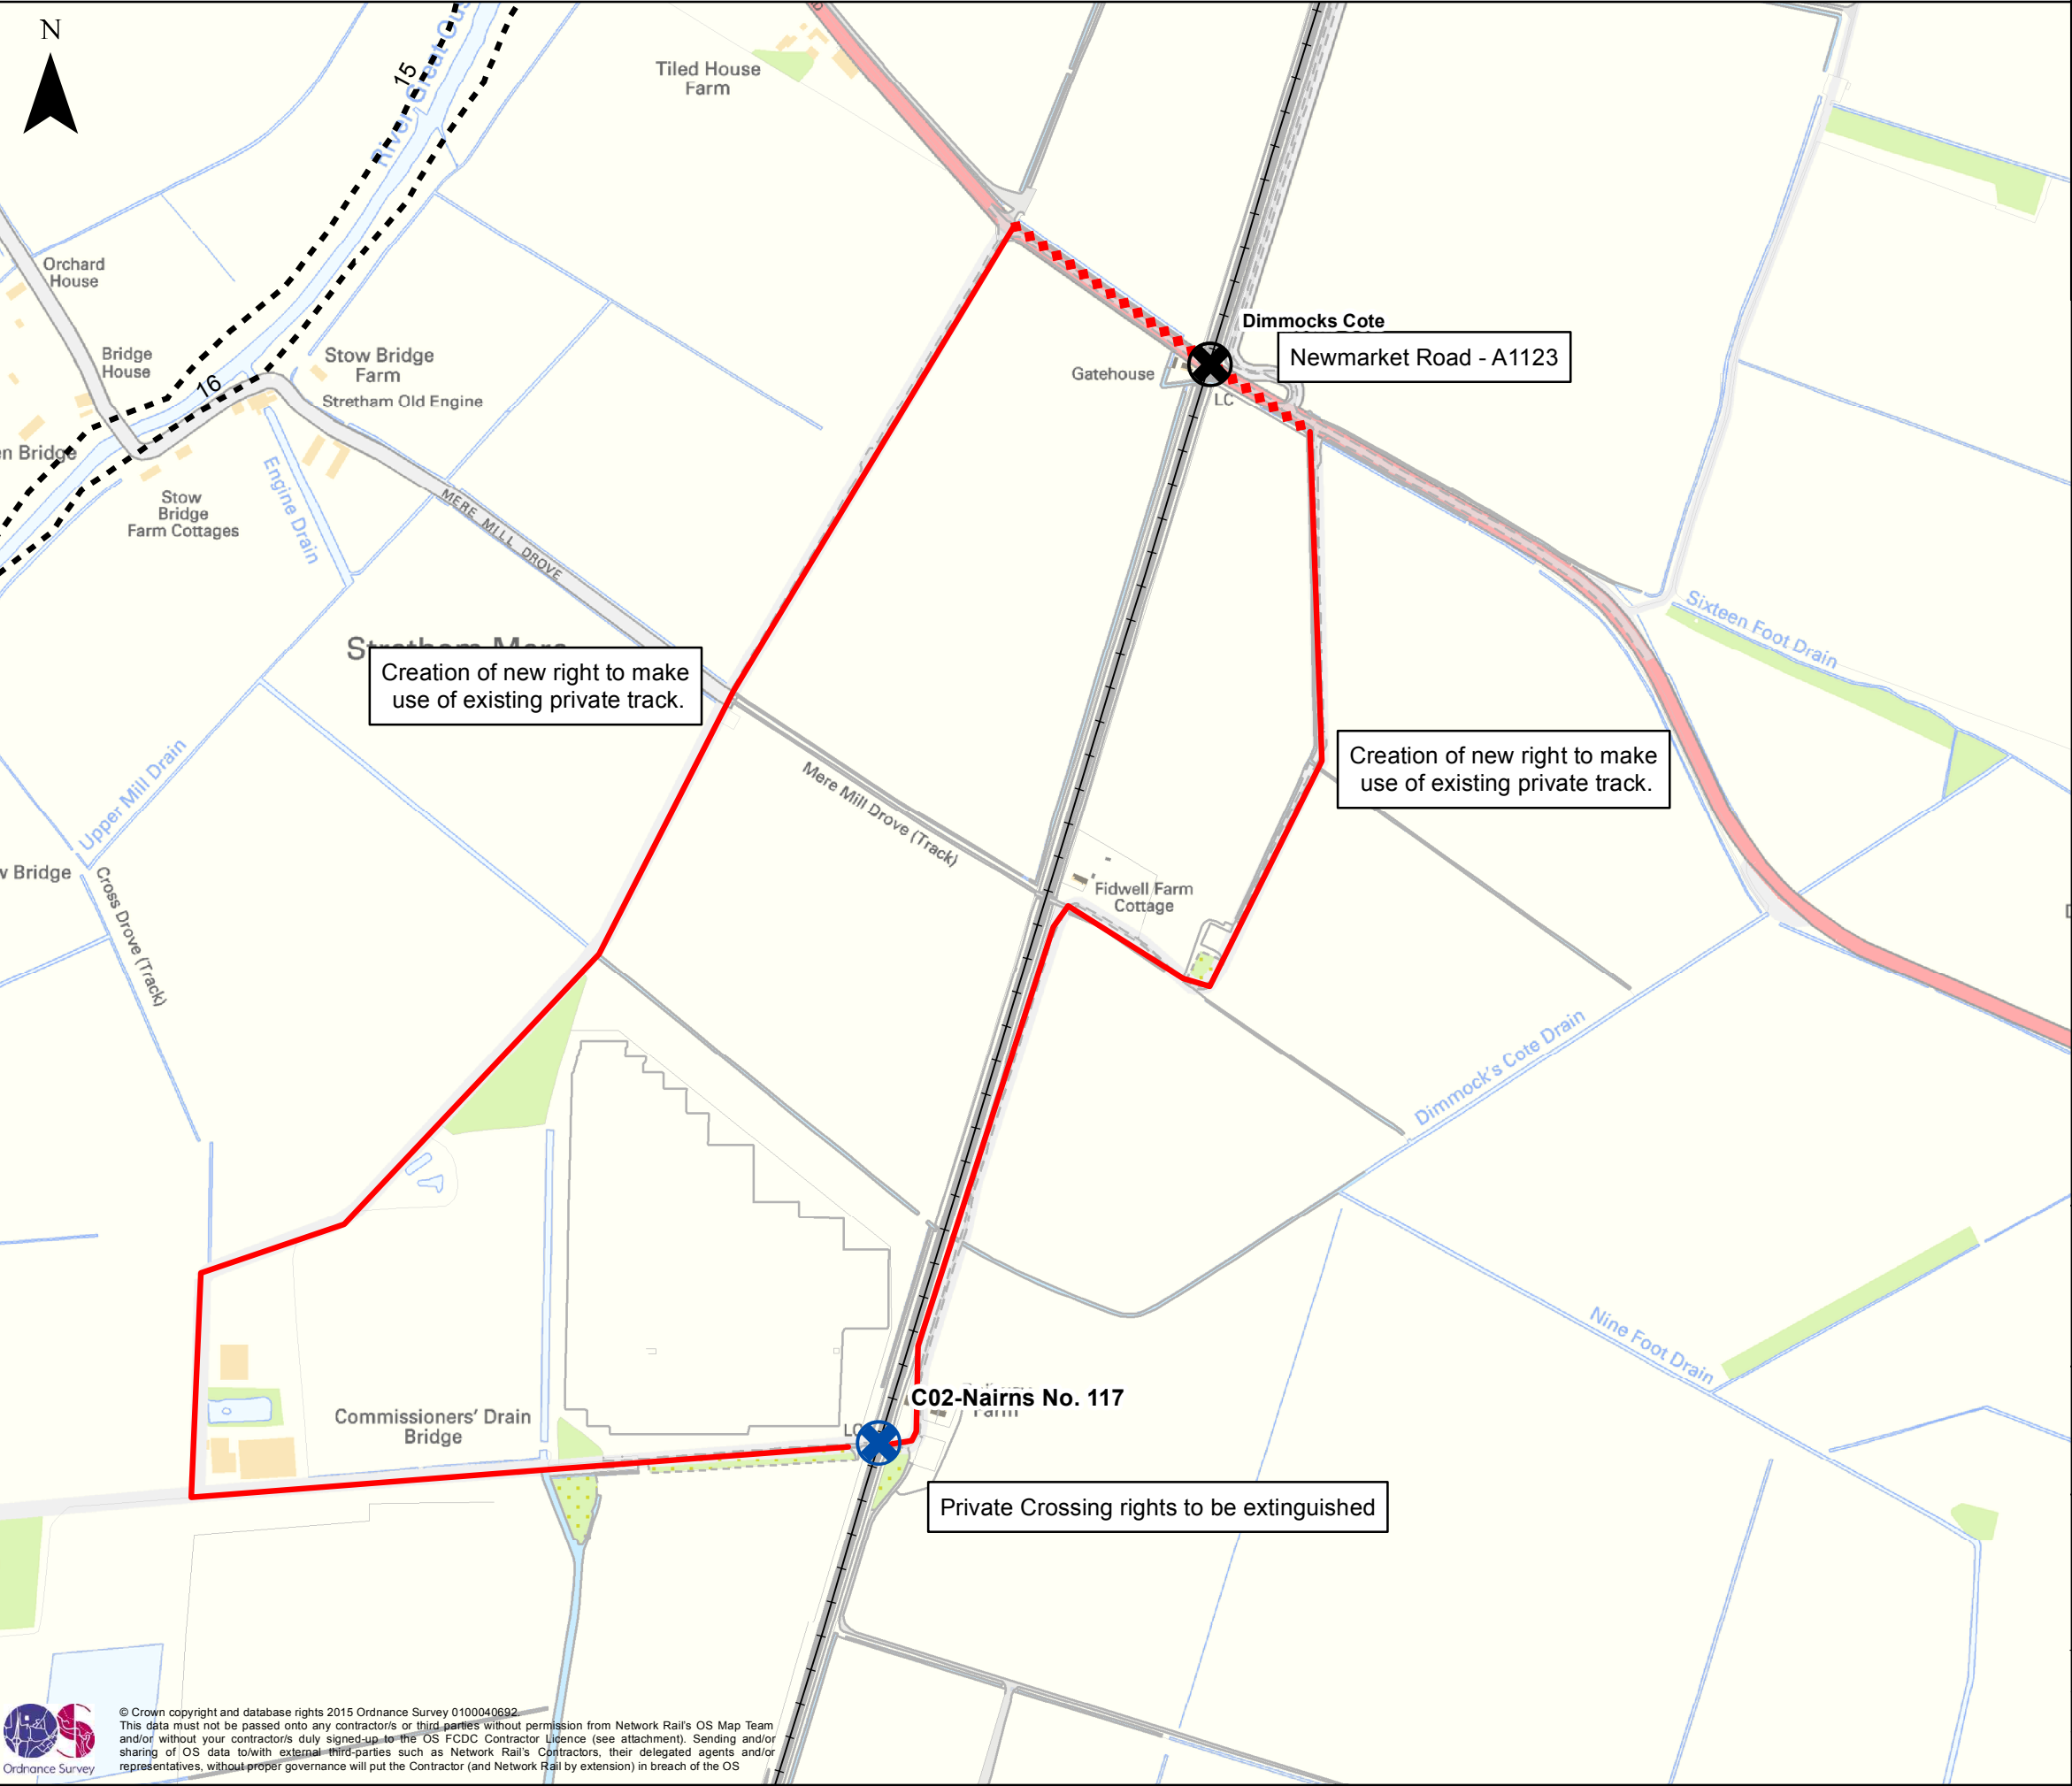 N
15
River Great Ous
Tiled House
Farm
Orchard
House
Bridge
House
16
Stow Bridge
Farm
Stretham Old Engine
n Bridge
Stow
Bridge
Farm Cottages
Engine Drain
MERE MILL DROVE
Dimmocks Cote
Newmarket Road - A1123
Gatehouse
LC
Sixteen Foot Drain
Stretham Mere
Creation of new right to make
use of existing private track.
Creation of new right to make
use of existing private track.
Upper Mill Drain
Mere Mill Drove (Track)
w Bridge
Cross Drove (Track)
Fidwell Farm
Cottage
Dimmock's Cote Drain
Nine Foot Drain
C02-Nairns No. 117
Farm
Commissioners' Drain
Bridge
LC
Private Crossing rights to be extinguished
© Crown copyright and database rights 2015 Ordnance Survey 0100040692.
This data must not be passed onto any contractor/s or third parties without permission from Network Rail's OS Map Team
and/or without your contractor/s duly signed-up to the OS FCDC Contractor Licence (see attachment). Sending and/or
sharing of OS data to/with external third-parties such as Network Rail's Contractors, their delegated agents and/or
representatives, without proper governance will put the Contractor (and Network Rail by extension) in breach of the OS
Ordnance Survey